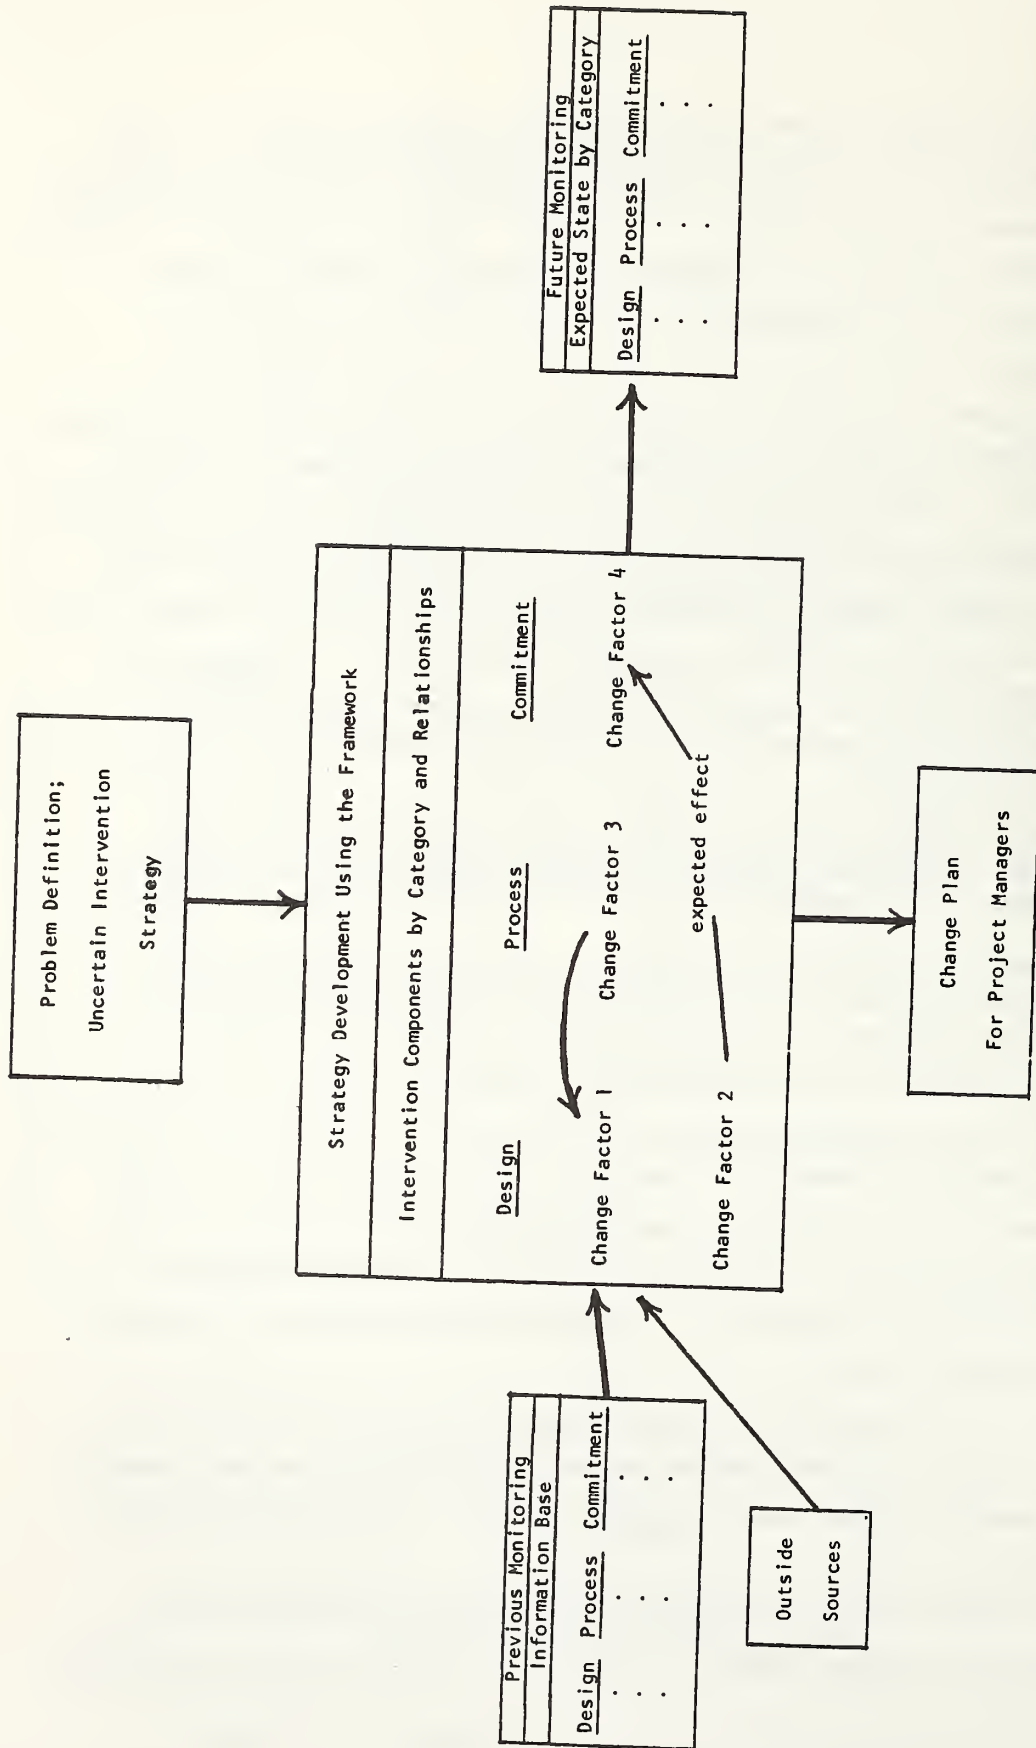 Problem Definition;
Uncertain Intervention
Strategy
Strategy Development Using the Framework
Intervention Components by Category and Relationships
Design Process Commitment
Change Factor 1 Change Factor 3 Change Factor 4
Change Factor 2 expected effect
Previous Monitoring
Information Base
Design Process Commitment
. . .
. . .
. . .
Outside
Sources
Future Monitoring
Expected State by Category
Design Process Commitment
. . .
. . .
. . .
Change Plan
For Project Managers